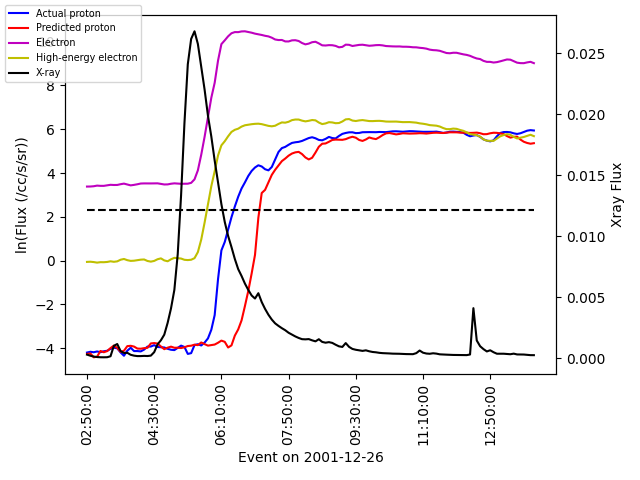 Actual proton
Predicted proton
Electron
High-energy electron
X-ray
8
6
4
2
0
−2
−4
ln(Flux (/cc/s/sr))
0.025
0.020
0.015
0.010
0.005
0.000
Xray Flux
02:50:00
04:30:00
06:10:00
07:50:00
09:30:00
11:10:00
12:50:00
Event on 2001-12-26